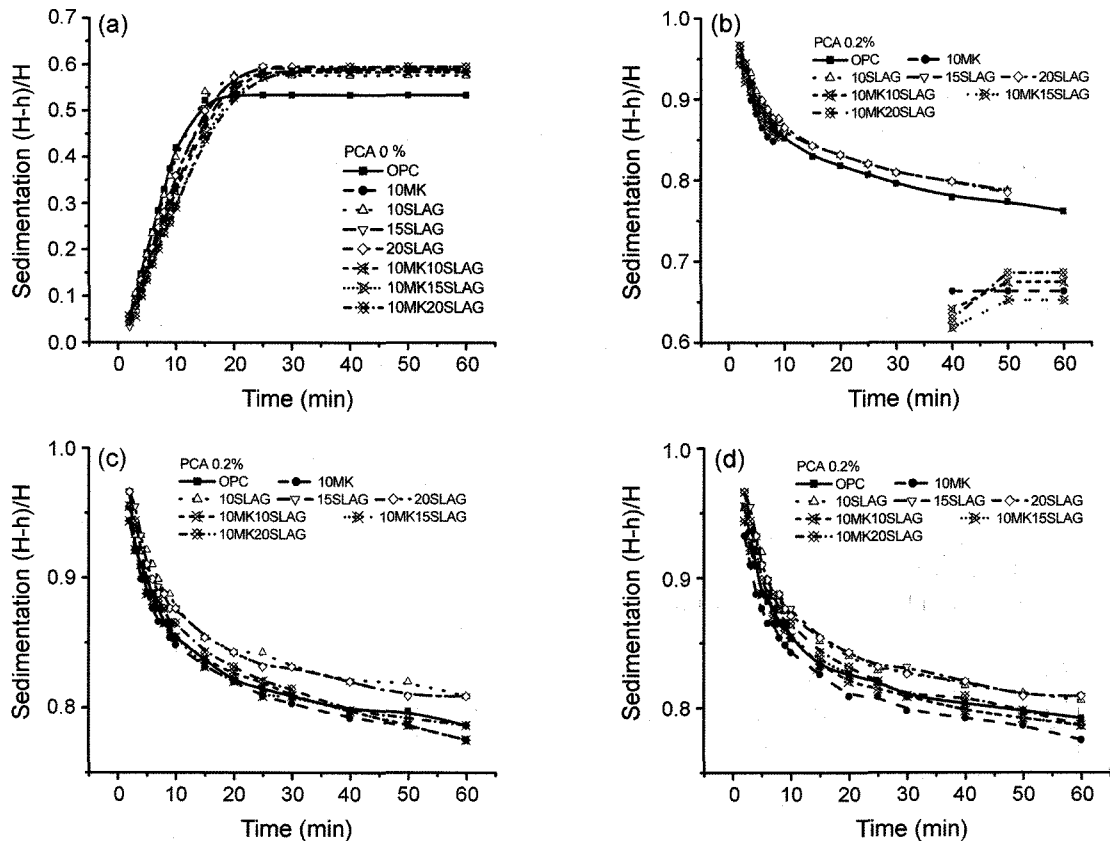 (a)
Sedimentation (H-h)/H
0.7
0.6
0.5
0.4
0.3
0.2
0.1
0.0
PCA 0 %
OPC
10MK
10SLAG
15SLAG
20SLAG
10MK10SLAG
10MK15SLAG
10MK20SLAG
0 10 20 30 40 50 60
Time (min)
(b)
Sedimentation (H-h)/H
1.0
0.9
0.8
0.7
0.6
PCA 0.2%
OPC 10MK
10SLAG 15SLAG 20SLAG
10MK10SLAG 10MK15SLAG
10MK20SLAG
0 10 20 30 40 50 60
Time (min)
(c)
Sedimentation (H-h)/H
1.0
0.9
0.8
PCA 0.2%
OPC 10MK
10SLAG 15SLAG 20SLAG
10MK10SLAG 10MK15SLAG
10MK20SLAG
0 10 20 30 40 50 60
Time (min)
(d)
Sedimentation (H-h)/H
1.0
0.9
0.8
PCA 0.2%
OPC 10MK
10SLAG 15SLAG 20SLAG
10MK10SLAG 10MK15SLAG
10MK20SLAG
0 10 20 30 40 50 60
Time (min)